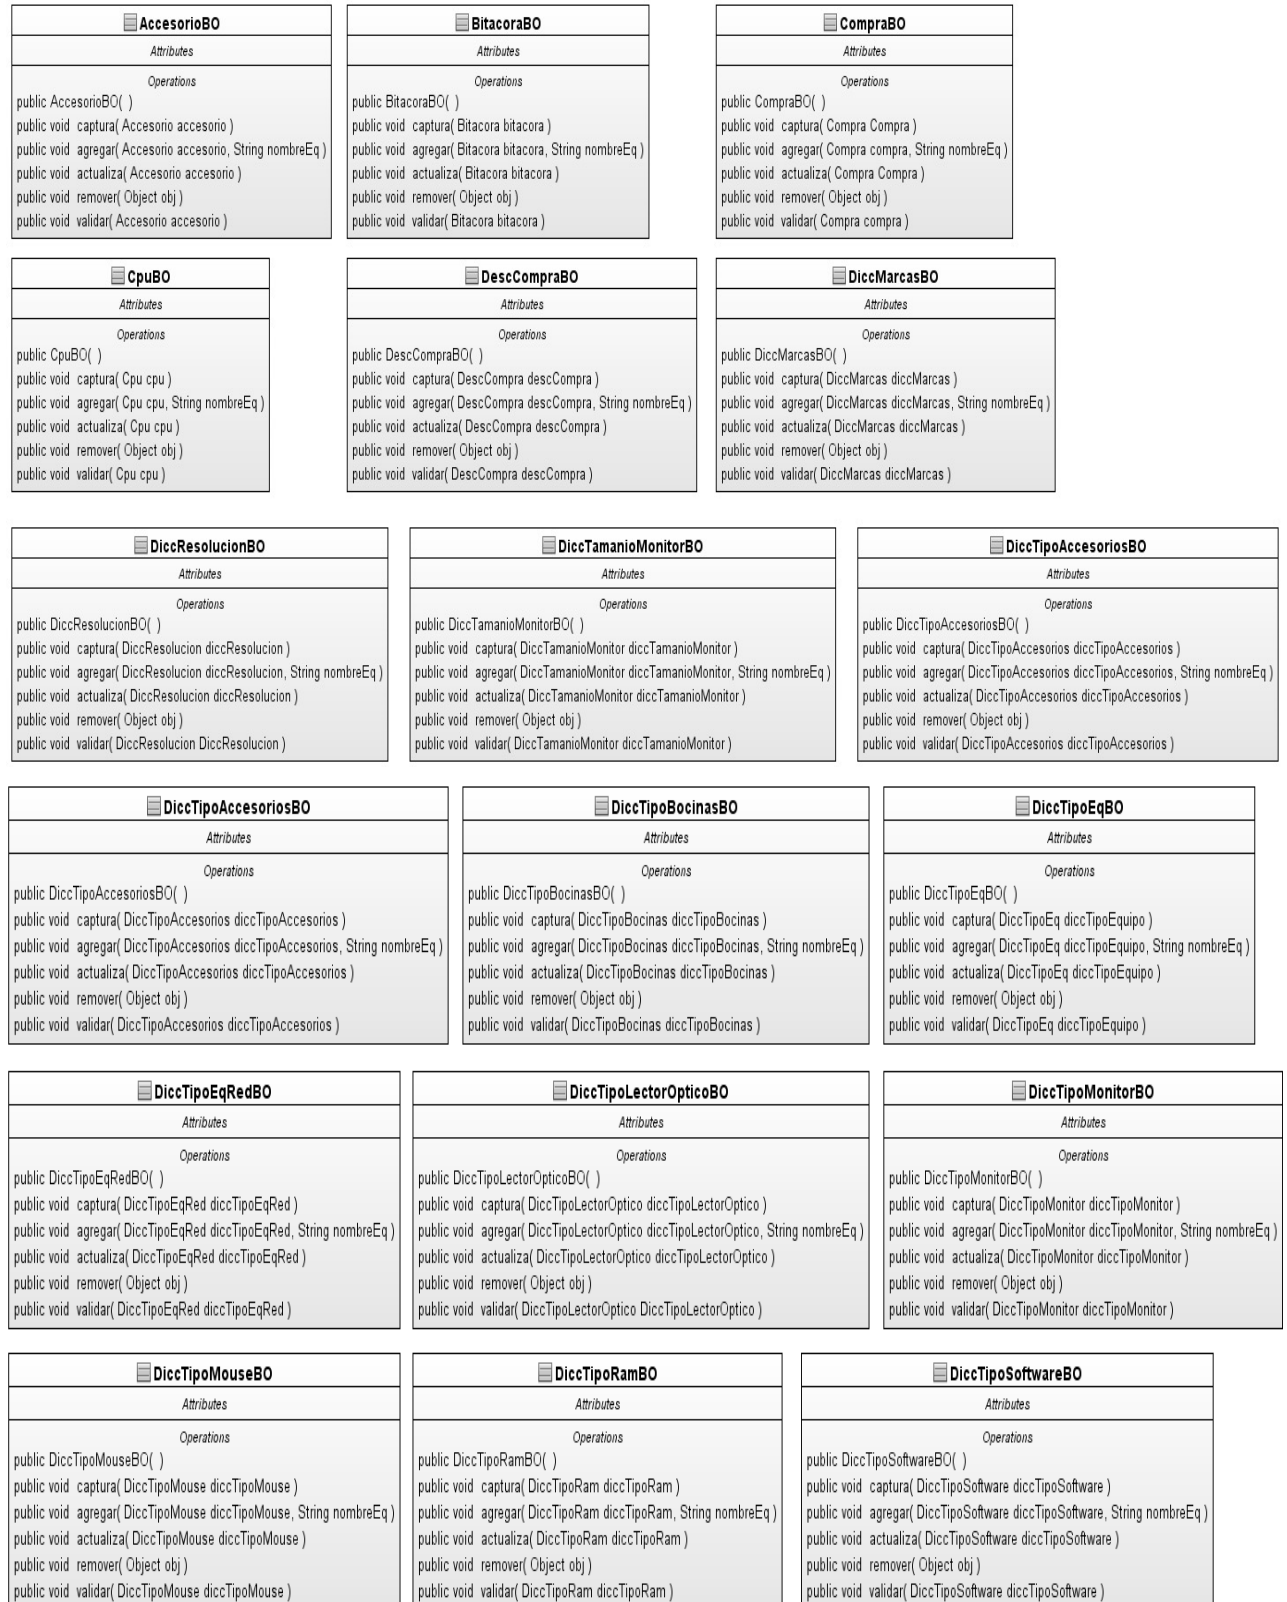 AccesorioBO
Attributes
Operations
public AccesorioBO( )
public void captura( Accesorio accesorio )
public void agregar( Accesorio accesorio, String nombreEq )
public void actualiza( Accesorio accesorio )
public void remover( Object obj )
public void validar( Accesorio accesorio )
BitacoraBO
Attributes
Operations
public BitacoraBO( )
public void captura( Bitacora bitacora )
public void agregar( Bitacora bitacora, String nombreEq )
public void actualiza( Bitacora bitacora )
public void remover( Object obj )
public void validar( Bitacora bitacora )
CompraBO
Attributes
Operations
public CompraBO( )
public void captura( Compra Compra )
public void agregar( Compra compra, String nombreEq )
public void actualiza( Compra Compra )
public void remover( Object obj )
public void validar( Compra compra )
CpuBO
Attributes
Operations
public CpuBO( )
public void captura( Cpu cpu )
public void agregar( Cpu cpu, String nombreEq )
public void actualiza( Cpu cpu )
public void remover( Object obj )
public void validar( Cpu cpu )
DescCompraBO
Attributes
Operations
public DescCompraBO( )
public void captura( DescCompra descCompra )
public void agregar( DescCompra descCompra, String nombreEq )
public void actualiza( DescCompra descCompra )
public void remover( Object obj )
public void validar( DescCompra descCompra )
DiccMarcasBO
Attributes
Operations
public DiccMarcasBO( )
public void captura( DiccMarcas diccMarcas )
public void agregar( DiccMarcas diccMarcas, String nombreEq )
public void actualiza( DiccMarcas diccMarcas )
public void remover( Object obj )
public void validar( DiccMarcas diccMarcas )
DiccResolucionBO
Attributes
Operations
public DiccResolucionBO( )
public void captura( DiccResolucion diccResolucion )
public void agregar( DiccResolucion diccResolucion, String nombreEq )
public void actualiza( DiccResolucion diccResolucion )
public void remover( Object obj )
public void validar( DiccResolucion DiccResolucion )
DiccTamanioMonitorBO
Attributes
Operations
public DiccTamanioMonitorBO( )
public void captura( DiccTamanioMonitor diccTamanioMonitor )
public void agregar( DiccTamanioMonitor diccTamanioMonitor, String nombreEq )
public void actualiza( DiccTamanioMonitor diccTamanioMonitor )
public void remover( Object obj )
public void validar( DiccTamanioMonitor diccTamanioMonitor )
DiccTipoAccesoriosBO
Attributes
Operations
public DiccTipoAccesoriosBO( )
public void captura( DiccTipoAccesorios diccTipoAccesorios )
public void agregar( DiccTipoAccesorios diccTipoAccesorios, String nombreEq )
public void actualiza( DiccTipoAccesorios diccTipoAccesorios )
public void remover( Object obj )
public void validar( DiccTipoAccesorios diccTipoAccesorios )
DiccTipoAccesoriosBO
Attributes
Operations
public DiccTipoAccesoriosBO( )
public void captura( DiccTipoAccesorios diccTipoAccesorios )
public void agregar( DiccTipoAccesorios diccTipoAccesorios, String nombreEq )
public void actualiza( DiccTipoAccesorios diccTipoAccesorios )
public void remover( Object obj )
public void validar( DiccTipoAccesorios diccTipoAccesorios )
DiccTipoBocinasBO
Attributes
Operations
public DiccTipoBocinasBO( )
public void captura( DiccTipoBocinas diccTipoBocinas )
public void agregar( DiccTipoBocinas diccTipoBocinas, String nombreEq )
public void actualiza( DiccTipoBocinas diccTipoBocinas )
public void remover( Object obj )
public void validar( DiccTipoBocinas diccTipoBocinas )
DiccTipoEqBO
Attributes
Operations
public DiccTipoEqBO( )
public void captura( DiccTipoEq diccTipoEquipo )
public void agregar( DiccTipoEq diccTipoEquipo, String nombreEq )
public void actualiza( DiccTipoEq diccTipoEquipo )
public void remover( Object obj )
public void validar( DiccTipoEq diccTipoEquipo )
DiccTipoEqRedBO
Attributes
Operations
public DiccTipoEqRedBO( )
public void captura( DiccTipoEqRed diccTipoEqRed )
public void agregar( DiccTipoEqRed diccTipoEqRed, String nombreEq )
public void actualiza( DiccTipoEqRed diccTipoEqRed )
public void remover( Object obj )
public void validar( DiccTipoEqRed diccTipoEqRed )
DiccTipoLectorOpticoBO
Attributes
Operations
public DiccTipoLectorOpticoBO( )
public void captura( DiccTipoLectorOptico diccTipoLectorOptico )
public void agregar( DiccTipoLectorOptico diccTipoLectorOptico, String nombreEq )
public void actualiza( DiccTipoLectorOptico diccTipoLectorOptico )
public void remover( Object obj )
public void validar( DiccTipoLectorOptico DiccTipoLectorOptico )
DiccTipoMonitorBO
Attributes
Operations
public DiccTipoMonitorBO( )
public void captura( DiccTipoMonitor diccTipoMonitor )
public void agregar( DiccTipoMonitor diccTipoMonitor, String nombreEq )
public void actualiza( DiccTipoMonitor diccTipoMonitor )
public void remover( Object obj )
public void validar( DiccTipoMonitor diccTipoMonitor )
DiccTipoMouseBO
Attributes
Operations
public DiccTipoMouseBO( )
public void captura( DiccTipoMouse diccTipoMouse )
public void agregar( DiccTipoMouse diccTipoMouse, String nombreEq )
public void actualiza( DiccTipoMouse diccTipoMouse )
public void remover( Object obj )
public void validar( DiccTipoMouse diccTipoMouse )
DiccTipoRamBO
Attributes
Operations
public DiccTipoRamBO( )
public void captura( DiccTipoRam diccTipoRam )
public void agregar( DiccTipoRam diccTipoRam, String nombreEq )
public void actualiza( DiccTipoRam diccTipoRam )
public void remover( Object obj )
public void validar( DiccTipoRam diccTipoRam )
DiccTipoSoftwareBO
Attributes
Operations
public DiccTipoSoftwareBO( )
public void captura( DiccTipoSoftware diccTipoSoftware )
public void agregar( DiccTipoSoftware diccTipoSoftware, String nombreEq )
public void actualiza( DiccTipoSoftware diccTipoSoftware )
public void remover( Object obj )
public void validar( DiccTipoSoftware diccTipoSoftware )